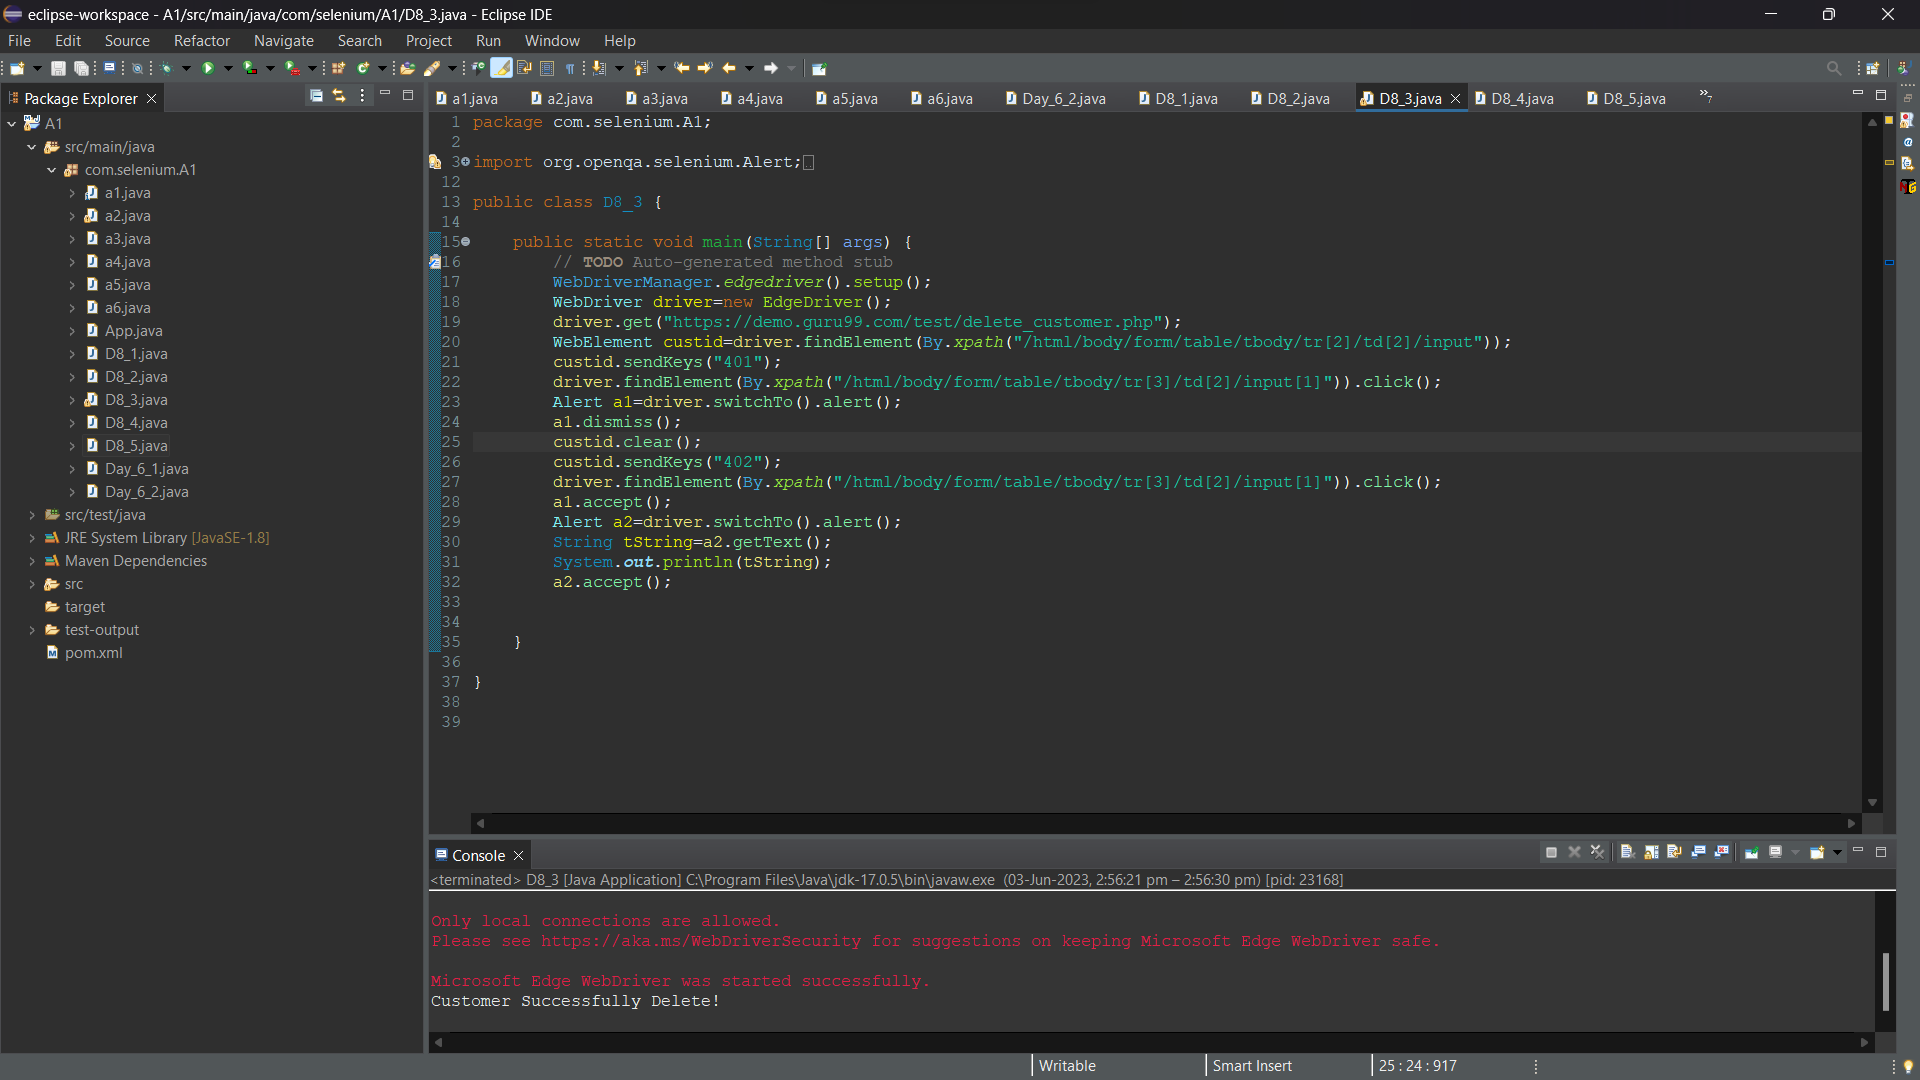 eclipse-workspace - A1/src/main/java/com/selenium/A1/D8_3.java - Eclipse IDE
File Edit Source Refactor Navigate Search Project Run Window Help
Package Explorer
a1.java a2.java a3.java a4.java a5.java a6.java Day_6_2.java D8_1.java D8_2.java D8_3.java D8_4.java D8_5.java »7
A1
src/main/java
com.selenium.A1
a1.java
a2.java
a3.java
a4.java
a5.java
a6.java
App.java
D8_1.java
D8_2.java
D8_3.java
D8_4.java
D8_5.java
Day_6_1.java
Day_6_2.java
src/test/java
JRE System Library [JavaSE-1.8]
Maven Dependencies
src
target
test-output
pom.xml
1 package com.selenium.A1;
2
3 import org.openqa.selenium.Alert;
12
13 public class D8_3 {
14
15 public static void main(String[] args) {
16 // TODO Auto-generated method stub
17 WebDriverManager.edgedriver().setup();
18 WebDriver driver=new EdgeDriver();
19 driver.get("https://demo.guru99.com/test/delete_customer.php");
20 WebElement custid=driver.findElement(By.xpath("/html/body/form/table/tbody/tr[2]/td[2]/input"));
21 custid.sendKeys("401");
22 driver.findElement(By.xpath("/html/body/form/table/tbody/tr[3]/td[2]/input[1]")).click();
23 Alert a1=driver.switchTo().alert();
24 a1.dismiss();
25 custid.clear();
26 custid.sendKeys("402");
27 driver.findElement(By.xpath("/html/body/form/table/tbody/tr[3]/td[2]/input[1]")).click();
28 a1.accept();
29 Alert a2=driver.switchTo().alert();
30 String tString=a2.getText();
31 System.out.println(tString);
32 a2.accept();
33
34
35 }
36
37 }
38
39
Console
<terminated> D8_3 [Java Application] C:\Program Files\Java\jdk-17.0.5\bin\javaw.exe (03-Jun-2023, 2:56:21 pm – 2:56:30 pm) [pid: 23168]
Only local connections are allowed.
Please see https://aka.ms/WebDriverSecurity for suggestions on keeping Microsoft Edge WebDriver safe.
Microsoft Edge WebDriver was started successfully.
Customer Successfully Delete!
Writable Smart Insert 25 : 24 : 917